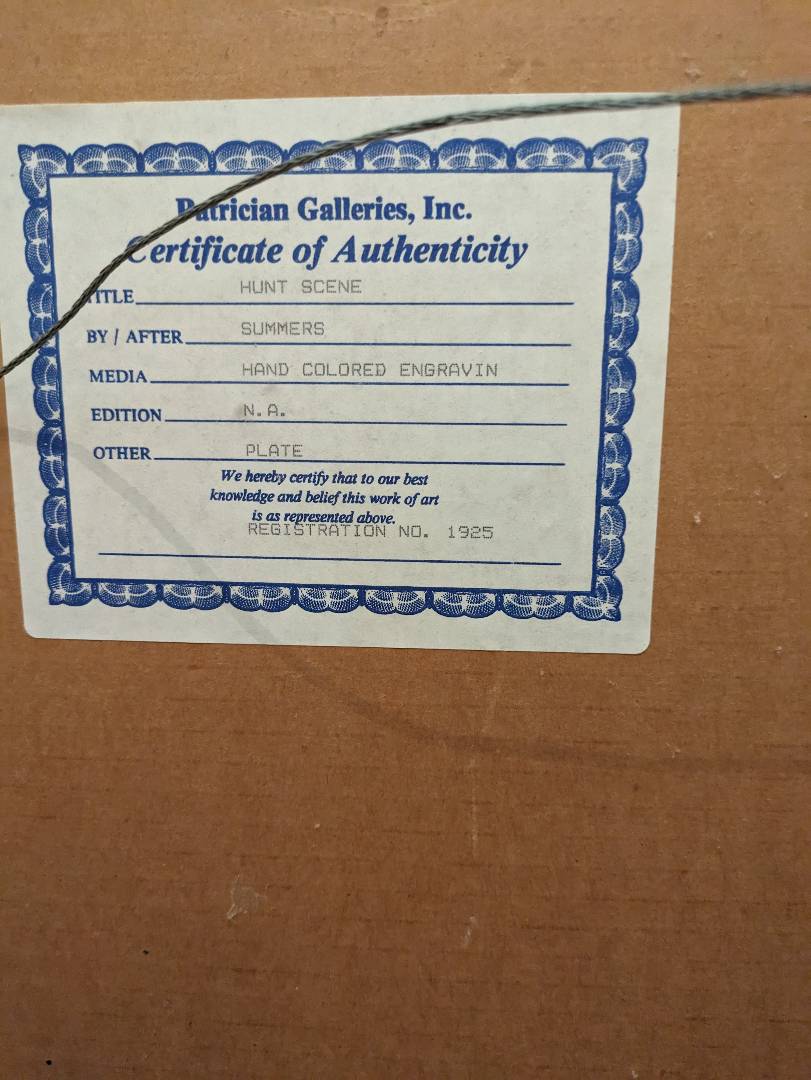 Patrician Galleries, Inc.
Certificate of Authenticity
TITLE HUNT SCENE
BY / AFTER SUMMERS
MEDIA HAND COLORED ENGRAVIN
EDITION N.A.
OTHER PLATE
We hereby certify that to our best
knowledge and belief this work of art
is as represented above.
REGISTRATION NO. 1925